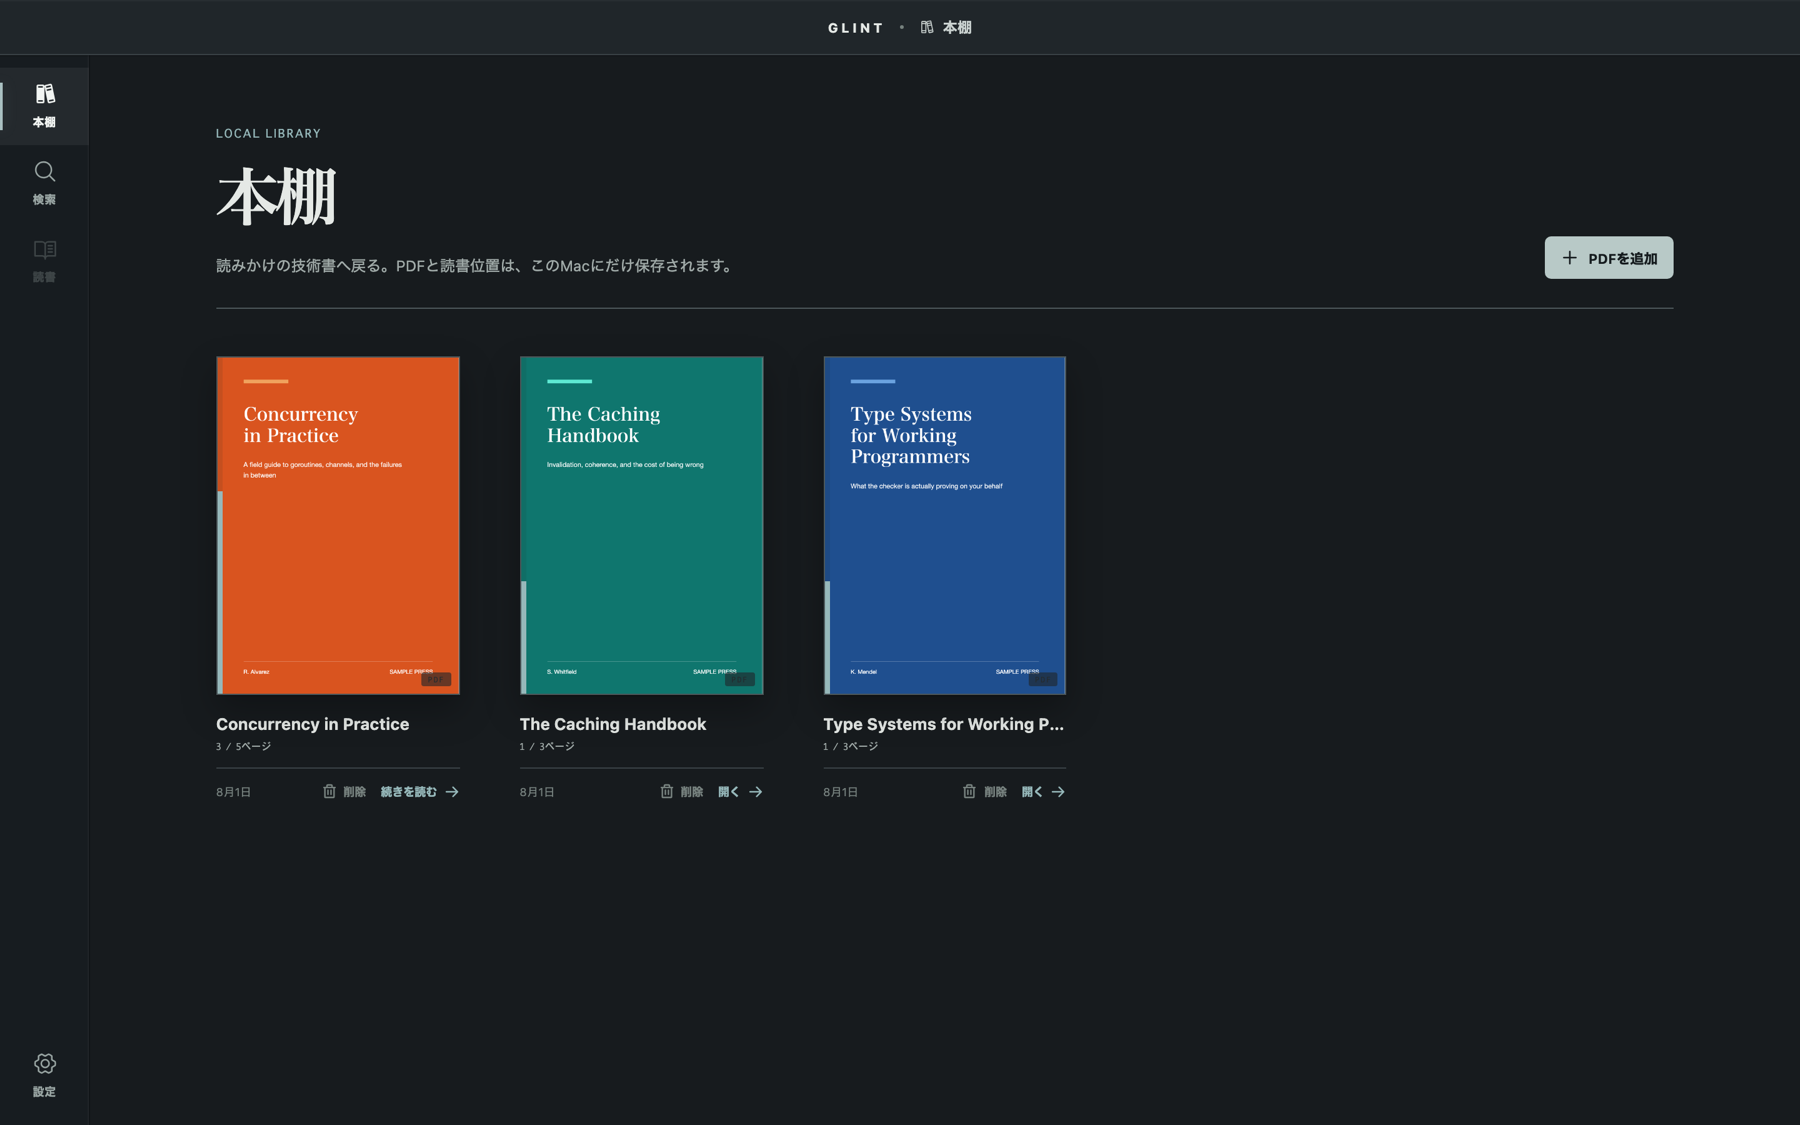 GLINT • 本棚
本棚
検索
読書
設定
LOCAL LIBRARY
本棚
読みかけの技術書へ戻る。PDFと読書位置は、このMacにだけ保存されます。
PDFを追加
Concurrency
in Practice
A field guide to goroutines, channels, and the failures
in between
R. Alvarez
SAMPLE PRESS
PDF
Concurrency in Practice
3 / 5ページ
8月1日
削除
続きを読む →
The Caching
Handbook
Invalidation, coherence, and the cost of being wrong
S. Whitfield
SAMPLE PRESS
PDF
The Caching Handbook
1 / 3ページ
8月1日
削除
開く →
Type Systems
for Working
Programmers
What the checker is actually proving on your behalf
K. Mendel
SAMPLE PRESS
PDF
Type Systems for Working P...
1 / 3ページ
8月1日
削除
開く →